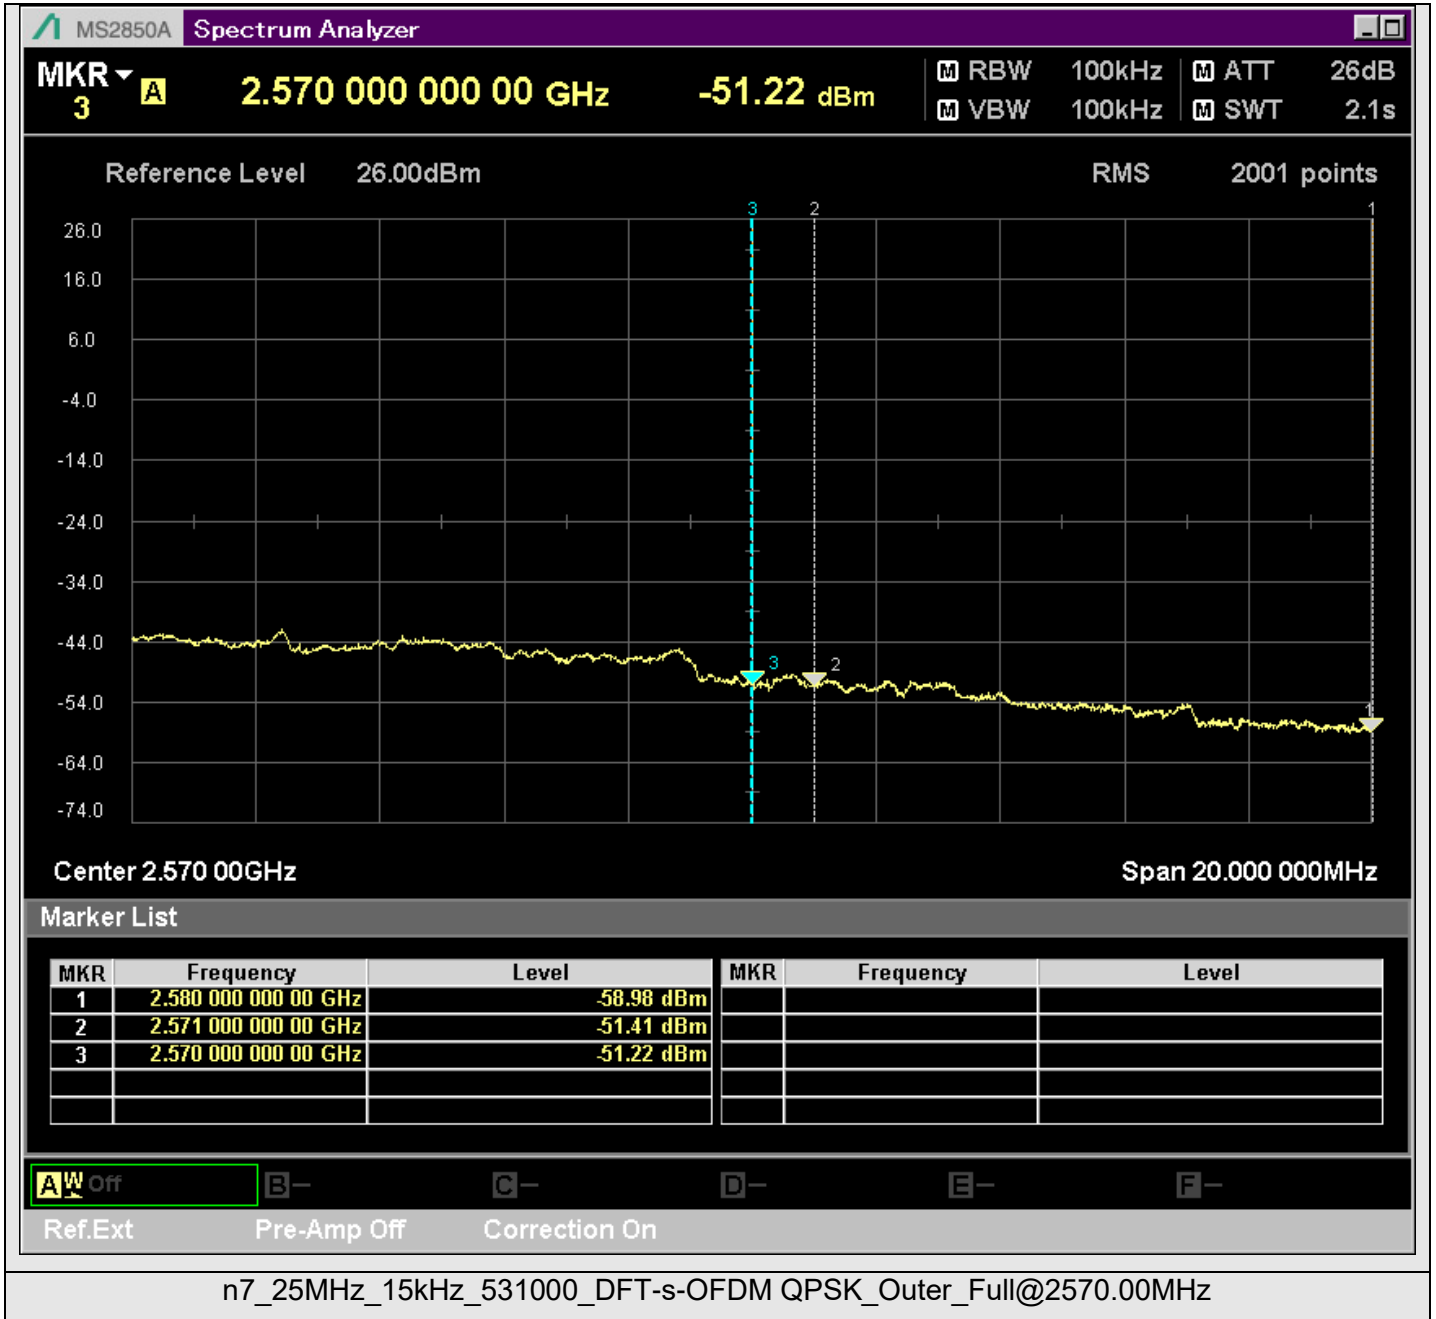 MS2850A Spectrum Analyzer
MKR A 2.570 000 000 00 GHz -51.22 dBm M RBW 100kHz M ATT 26dB
3 M VBW 100kHz M SWT 2.1s
Reference Level 26.00dBm RMS 2001 points
3 2 1
26.0
16.0
6.0
-4.0
-14.0
-24.0
-34.0
-44.0
3 2
-54.0
1
-64.0
-74.0
Center 2.570 00GHz Span 20.000 000MHz
Marker List
MKR Frequency Level MKR Frequency Level
1 2.580 000 000 00 GHz -58.98 dBm
2 2.571 000 000 00 GHz -51.41 dBm
3 2.570 000 000 00 GHz -51.22 dBm
A W Off B C D E F
Ref.Ext Pre-Amp Off Correction On
n7_25MHz_15kHz_531000_DFT-s-OFDM QPSK_Outer_Full@2570.00MHz